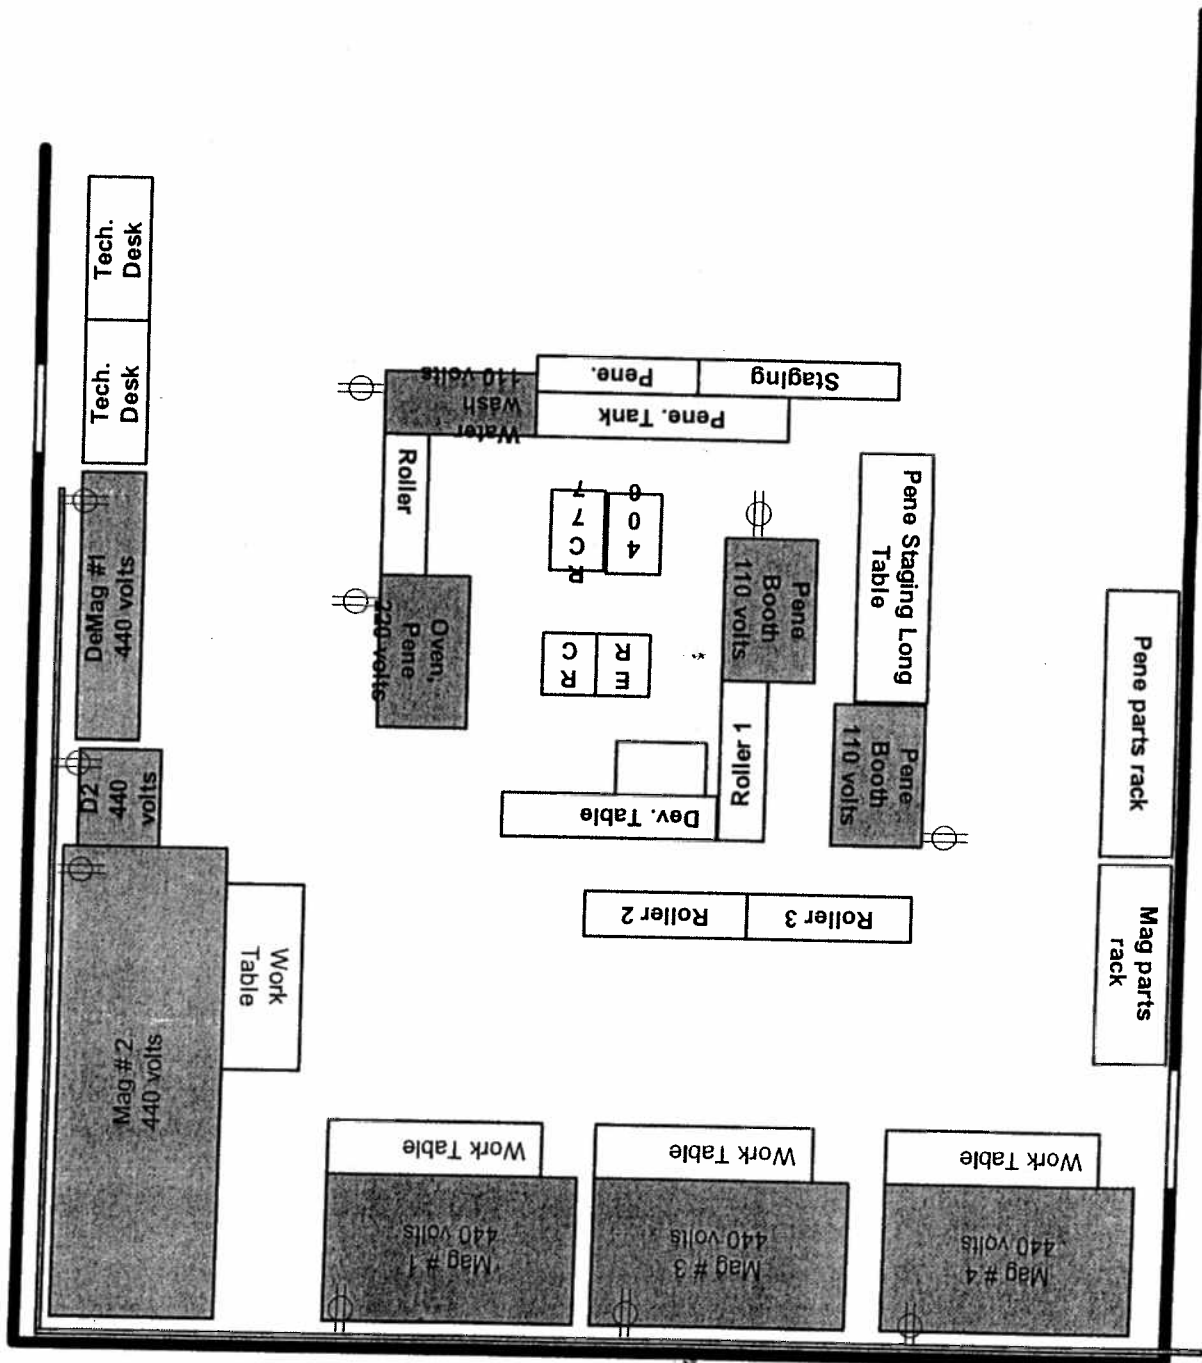 Tech.
Desk
Tech.
Desk
DeMag #1
440 volts
D2
440
volts
Mag # 2
440 volts
Work
Table
Water
Wash
110 volts
Pene.
Staging
Pene. Tank
Roller
Oven,
Pene
220 volts
R
C
7
7
4
0
6
R
C
E
R
Pene
Booth
110 volts
Pene Staging Long
Table
Roller 1
Dev. Table
Pene
Booth
110 volts
Roller 3
Roller 2
Pene parts rack
Mag parts
rack
Work Table
Mag # 1
440 volts
Work Table
Mag # 3
440 volts
Work Table
Mag # 4
440 volts